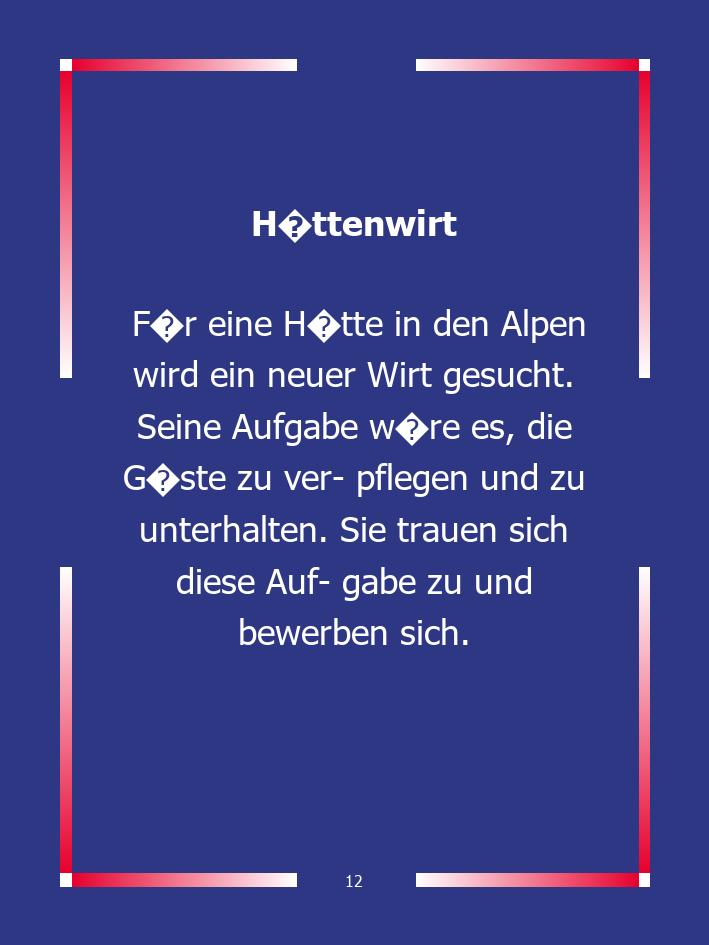 H�ttenwirt
F�r eine H�tte in den Alpen
wird ein neuer Wirt gesucht.
Seine Aufgabe w�re es, die
G�ste zu ver- pflegen und zu
unterhalten. Sie trauen sich
diese Auf- gabe zu und
bewerben sich.
12